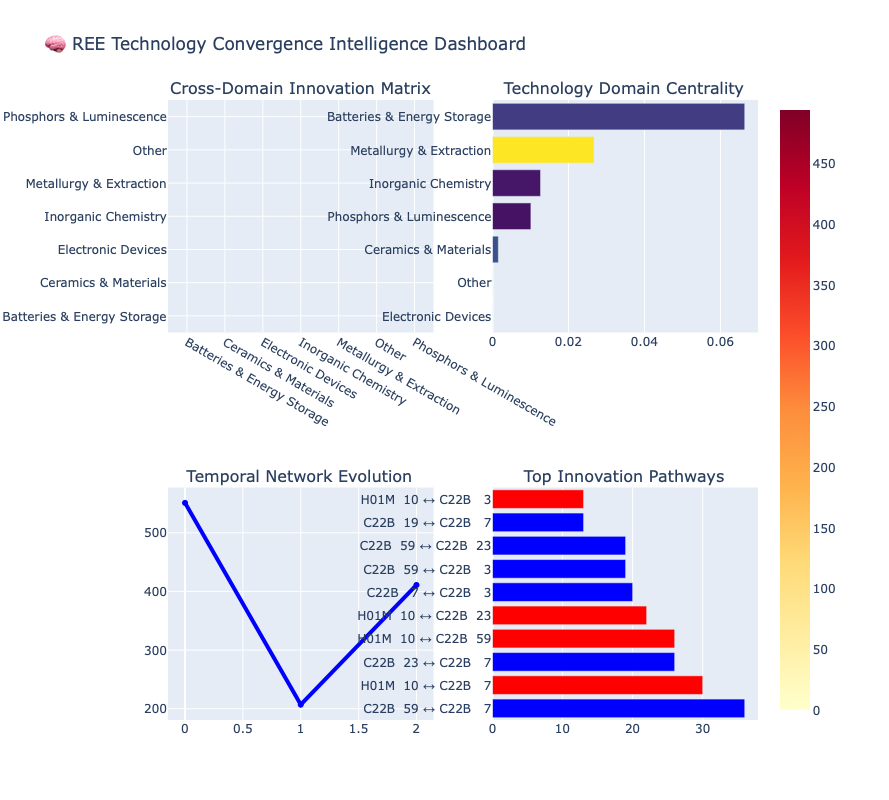 🧠 REE Technology Convergence Intelligence Dashboard
Cross-Domain Innovation Matrix
Phosphors & Luminescence
Other
Metallurgy & Extraction
Inorganic Chemistry
Electronic Devices
Ceramics & Materials
Batteries & Energy Storage
Batteries & Energy Storage
Ceramics & Materials
Electronic Devices
Inorganic Chemistry
Metallurgy & Extraction
Other
Phosphors & Luminescence
Technology Domain Centrality
Batteries & Energy Storage
Metallurgy & Extraction
Inorganic Chemistry
Phosphors & Luminescence
Ceramics & Materials
Other
Electronic Devices
0 0.02 0.04 0.06
450
400
350
300
250
200
150
100
50
0
Temporal Network Evolution
500
400
300
200
0 0.5 1 1.5 2
Top Innovation Pathways
H01M 10 ↔ C22B 3
C22B 19 ↔ C22B 7
C22B 59 ↔ C22B 23
C22B 59 ↔ C22B 3
C22B 7 ↔ C22B 3
H01M 10 ↔ C22B 23
H01M 10 ↔ C22B 59
C22B 23 ↔ C22B 7
H01M 10 ↔ C22B 7
C22B 59 ↔ C22B 7
0 10 20 30